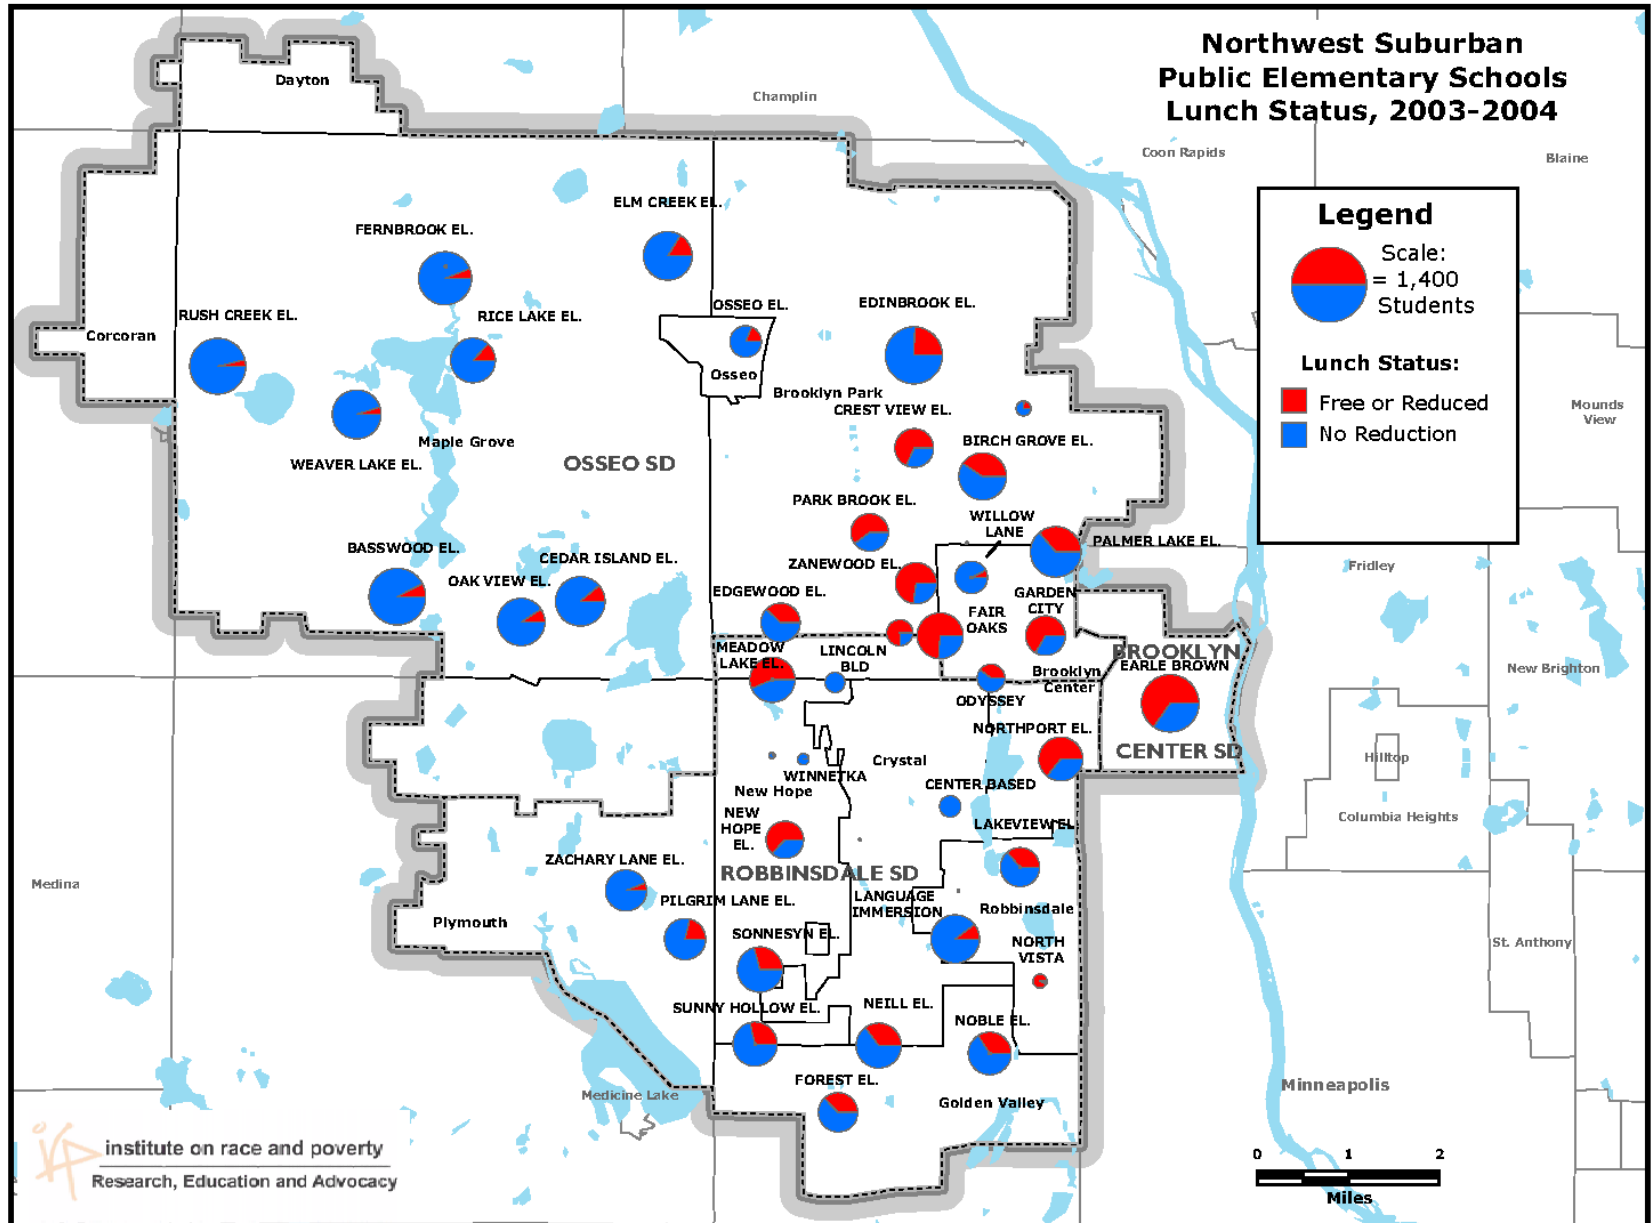 Northwest Suburban
Public Elementary Schools
Lunch Status, 2003-2004
Dayton
Champlin
Coon Rapids
Blaine
Legend
Scale:
= 1,400
Students
Lunch Status:
Free or Reduced
No Reduction
ELM CREEK EL.
FERNBROOK EL.
RUSH CREEK EL.
RICE LAKE EL.
OSSEO EL.
EDINBROOK EL.
Corcoran
Osseo
Brooklyn Park
CREST VIEW EL.
Mounds
View
Maple Grove
BIRCH GROVE EL.
WEAVER LAKE EL.
OSSEO SD
PARK BROOK EL.
WILLOW
LANE
PALMER LAKE EL.
BASSWOOD EL.
CEDAR ISLAND EL.
ZANEWOOD EL.
Fridley
OAK VIEW EL.
EDGEWOOD EL.
GARDEN
CITY
FAIR
OAKS
MEADOW
LAKE EL.
LINCOLN
BLD
BROOKLYN
EARLE BROWN
New Brighton
Brooklyn
Center
ODYSSEY
NORTHPORT EL.
CENTER SD
Crystal
Hilltop
WINNETKA
New Hope
CENTER BASED
NEW
HOPE
EL.
LAKEVIEW EL.
Columbia Heights
ZACHARY LANE EL.
ROBBINSDALE SD
Medina
PILGRIM LANE EL.
LANGUAGE
IMMERSION
Robbinsdale
Plymouth
SONNESYN EL.
NORTH
VISTA
St. Anthony
SUNNY HOLLOW EL.
NEILL EL.
NOBLE EL.
FOREST EL.
Minneapolis
Medicine Lake
Golden Valley
institute on race and poverty
Research, Education and Advocacy
0 1 2
Miles